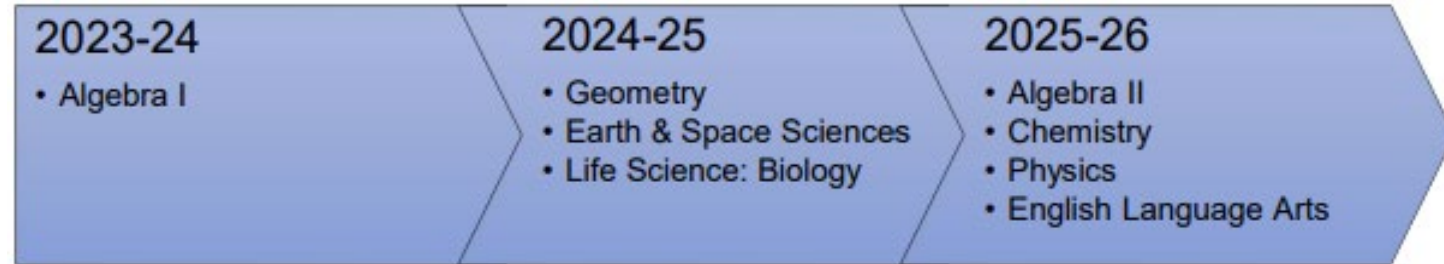 2023-24
• Algebra I
2024-25
• Geometry
• Earth & Space Sciences
• Life Science: Biology
2025-26
• Algebra II
• Chemistry
• Physics
• English Language Arts